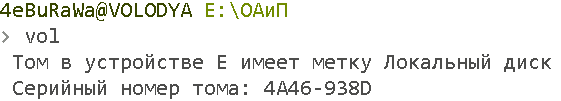 4eBuRaWa@VOLODYA E:\ОАиП
> vol
Том в устройстве E имеет метку Локальный диск
Серийный номер тома: 4A46-938D